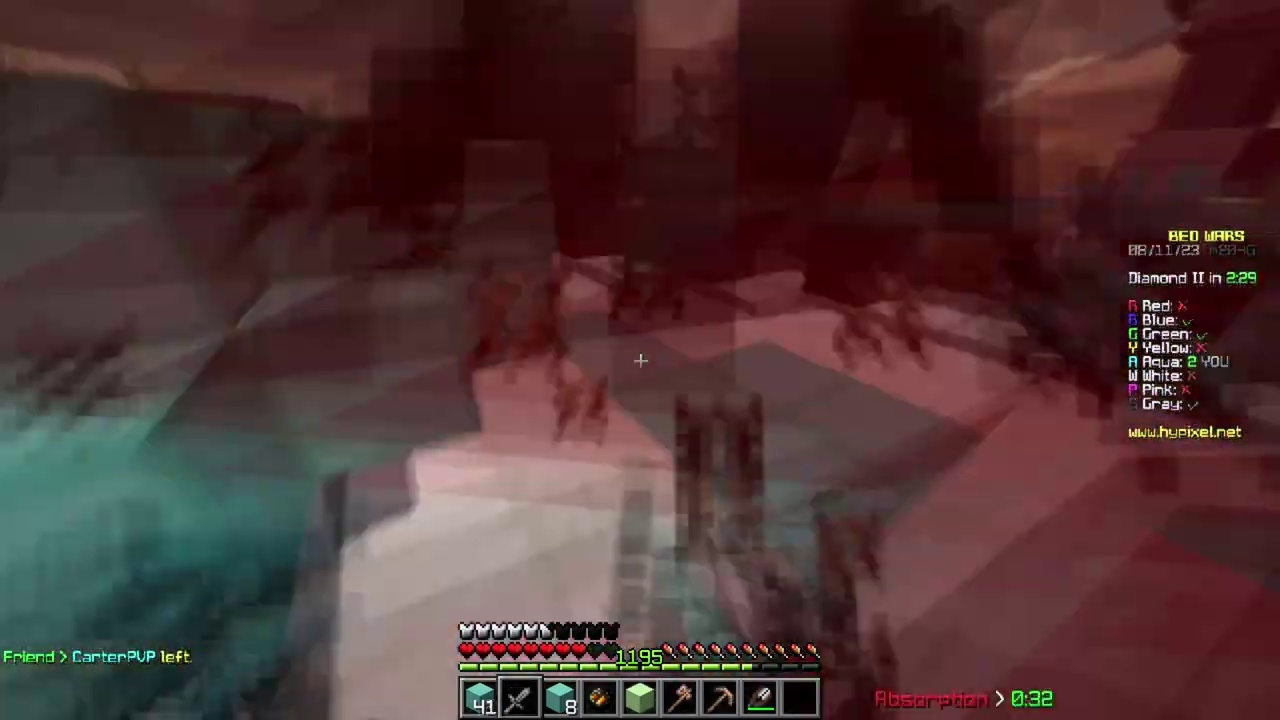 BED WARS
08/11/23
Diamond II in 2:29
R Red: ✗
B Blue: ✓
G Green: ✓
Y Yellow: ✗
A Aqua: 2 YOU
W White: ✗
P Pink: ✗
Gray: ✓
www.hypixel.net
Friend > CarterPVP left.
1195
41
8
Absorption > 0:32